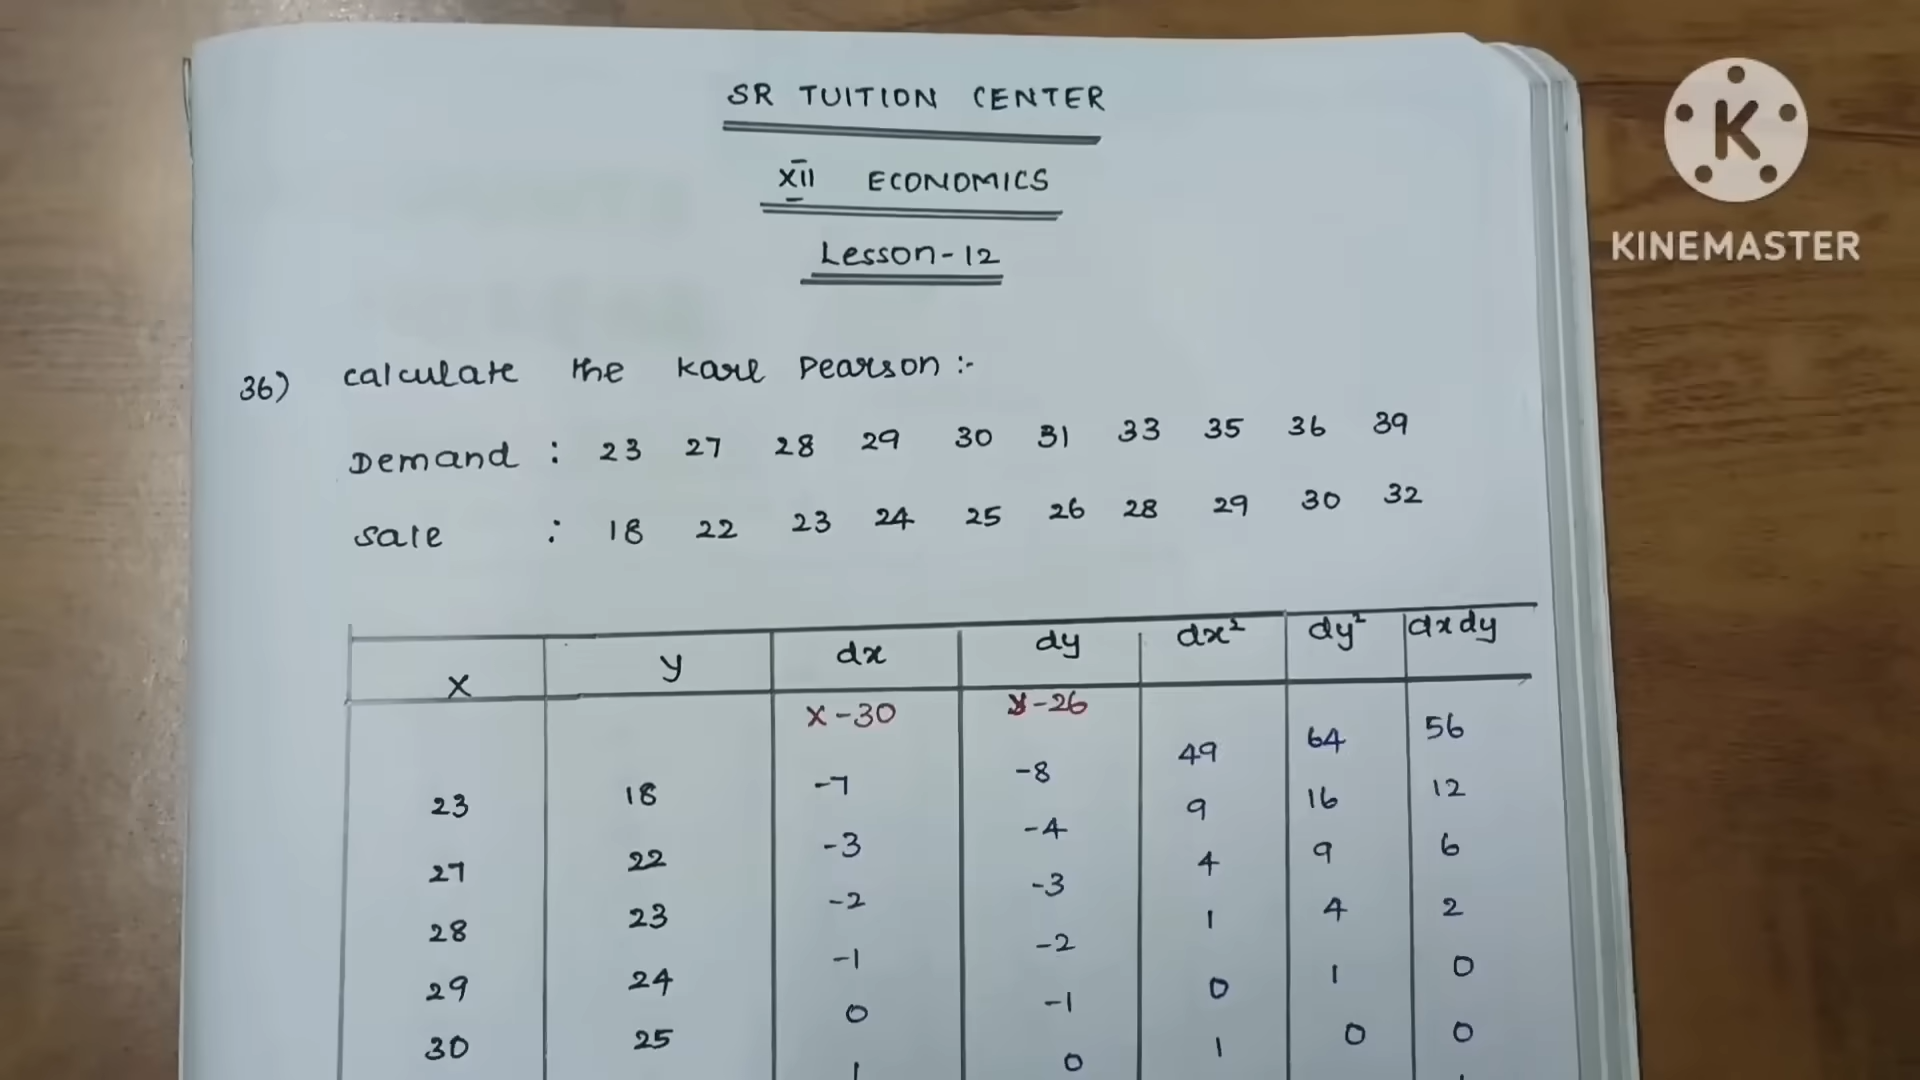 SR TUITION CENTER
XII ECONOMICS
Lesson-12
K
KINEMASTER
36) calculate the Karl Pearson :-
Demand : 23 27 28 29 30 31 33 35 36 39
Sale : 18 22 23 24 25 26 28 29 30 32
x y dx dy dx² dy² dxdy
x-30 y-26
23 18 -7 -8 49 64 56
27 22 -3 -4 9 16 12
28 23 -2 -3 4 9 6
29 24 -1 -2 1 4 2
30 25 0 -1 0 1 0
1 0 1 0 0